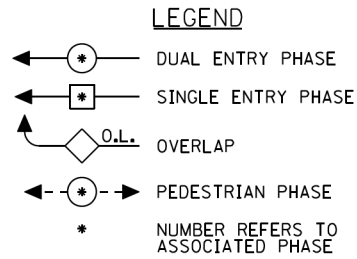 LEGEND
* DUAL ENTRY PHASE
* SINGLE ENTRY PHASE
O.L. OVERLAP
* PEDESTRIAN PHASE
* NUMBER REFERS TO
ASSOCIATED PHASE